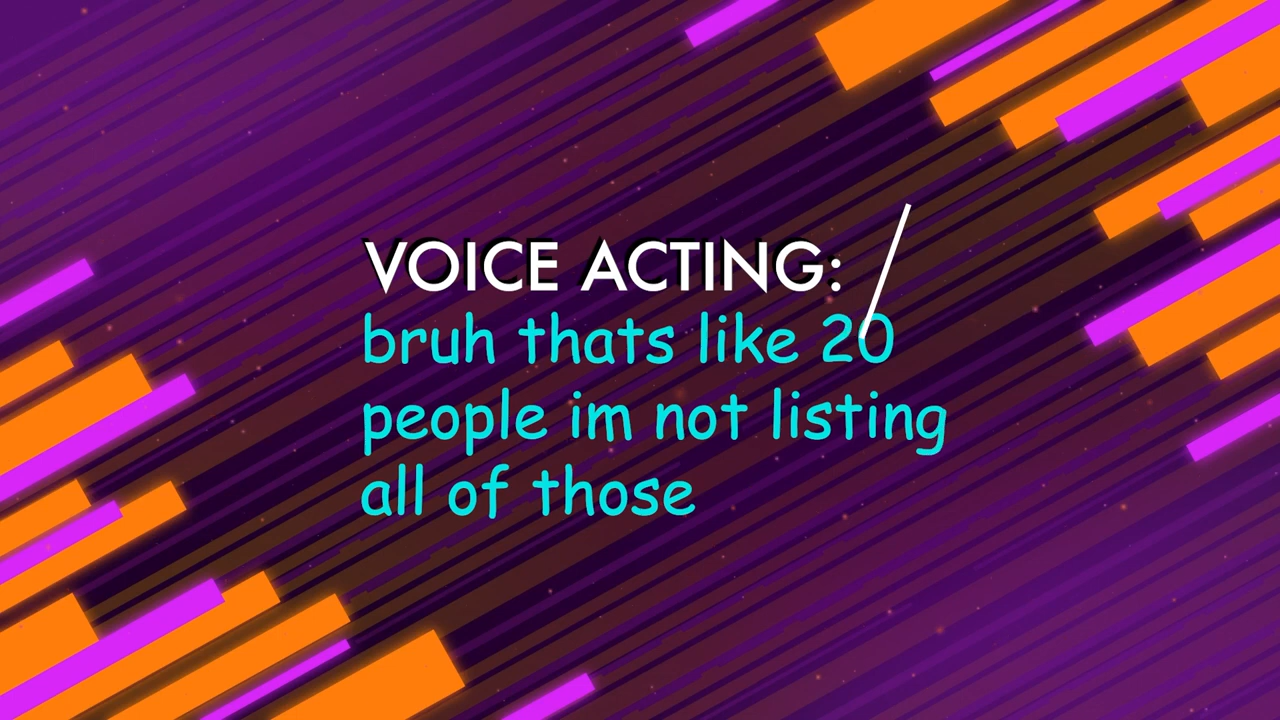 VOICE ACTING:
bruh thats like 20
people im not listing
all of those